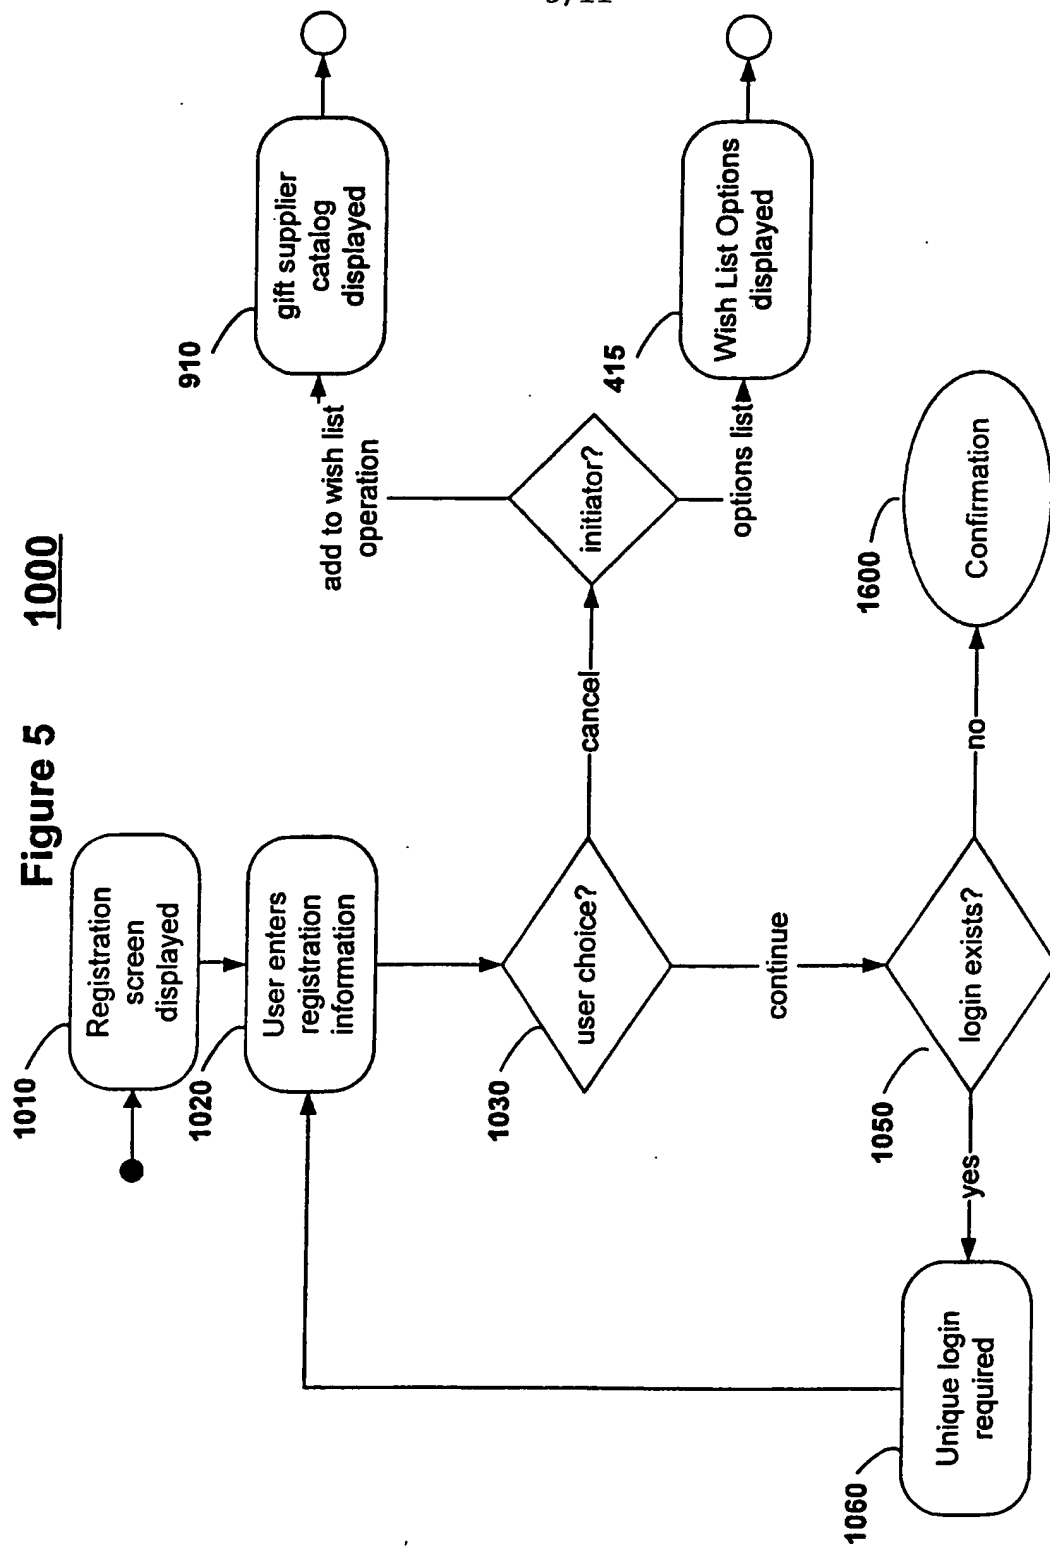 Figure 5
1000
1010
Registration
screen
displayed
1020
User enters
registration
information
1030
user choice?
cancel
initiator?
add to wish list
operation
910
gift supplier
catalog
displayed
options list
415
Wish List Options
displayed
continue
1050
login exists?
no
1600
Confirmation
yes
1060
Unique login
required